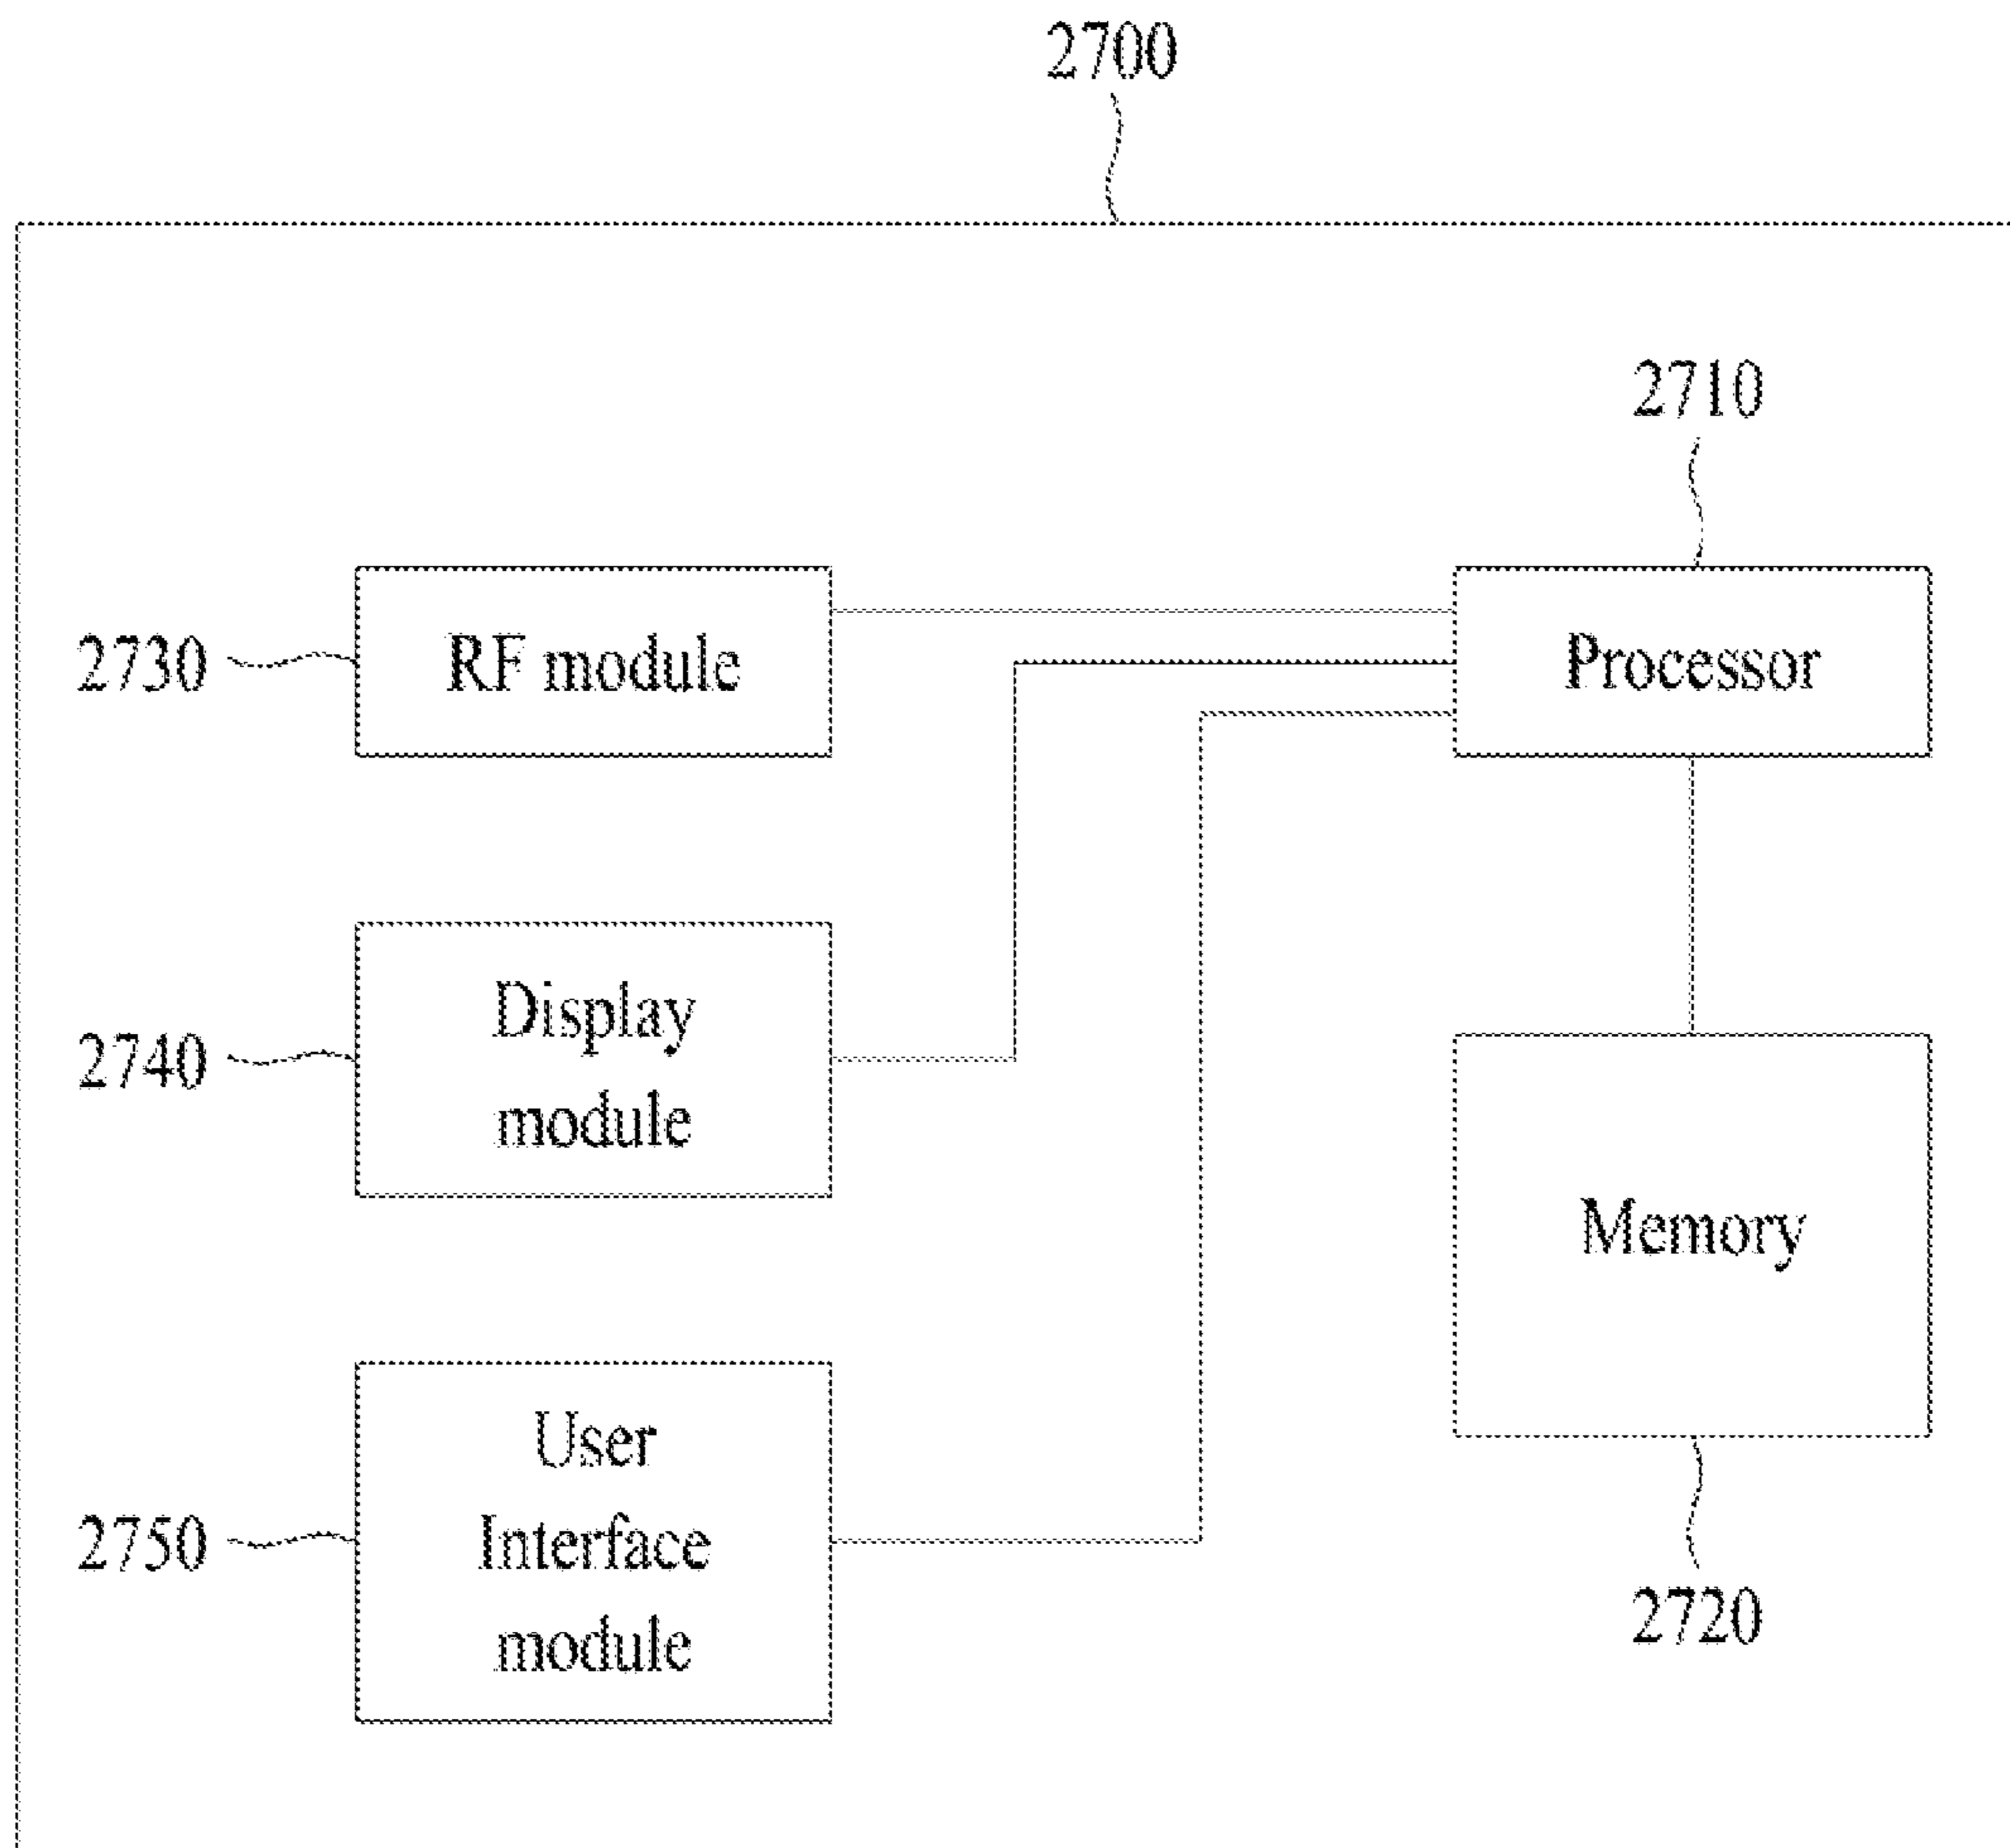 2700
2710
2730
RF module
Processor
2740
Display
module
Memory
2750
User
Interface
module
2720